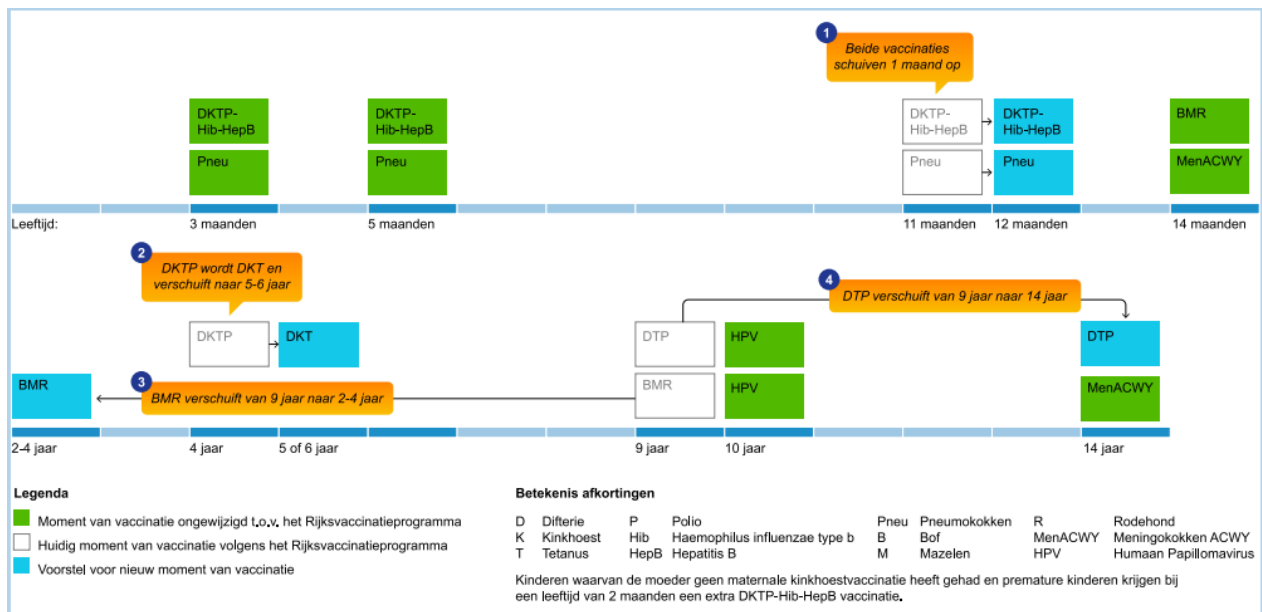 1
Beide vaccinaties
schuiven 1 maand op
DKTP-
Hib-HepB
DKTP-
Hib-HepB
DKTP-
Hib-HepB
DKTP-
Hib-HepB
BMR
Pneu
Pneu
Pneu
Pneu
MenACWY
Leeftijd:
3 maanden
5 maanden
11 maanden
12 maanden
14 maanden
2
DKTP wordt DKT en
verschuift naar 5-6 jaar
4
DTP verschuift van 9 jaar naar 14 jaar
DKTP
DKT
DTP
HPV
DTP
BMR
3
BMR verschuift van 9 jaar naar 2-4 jaar
BMR
HPV
MenACWY
2-4 jaar
4 jaar
5 of 6 jaar
9 jaar
10 jaar
14 jaar
Legenda
Moment van vaccinatie ongewijzigd t.o.v. het Rijksvaccinatieprogramma
Huidig moment van vaccinatie volgens het Rijksvaccinatieprogramma
Voorstel voor nieuw moment van vaccinatie
Betekenis afkortingen
D Difterie P Polio Pneu Pneumokokken R Rodehond
K Kinkhoest Hib Haemophilus influenzae type b B Bof MenACWY Meningokokken ACWY
T Tetanus HepB Hepatitis B M Mazelen HPV Humaan Papillomavirus
Kinderen waarvan de moeder geen maternale kinkhoestvaccinatie heeft gehad en premature kinderen krijgen bij
een leeftijd van 2 maanden een extra DKTP-Hib-HepB vaccinatie.